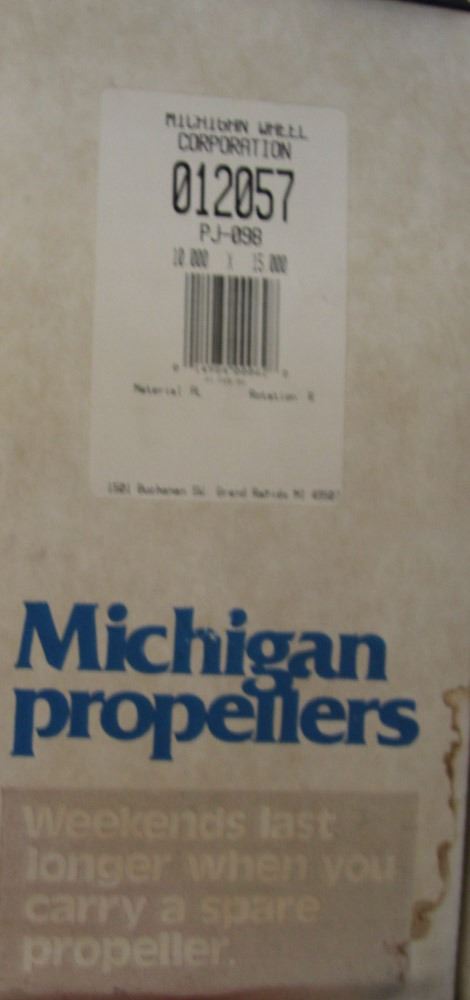 MICHIGAN WHEEL
CORPORATION
012057
PJ-098
10 000 X 15 000
Material AL Rotation R
1501 Buchanan SW Grand Rapids MI
Michigan
propellers
Weekends last
longer when you
carry a spare
propeller.